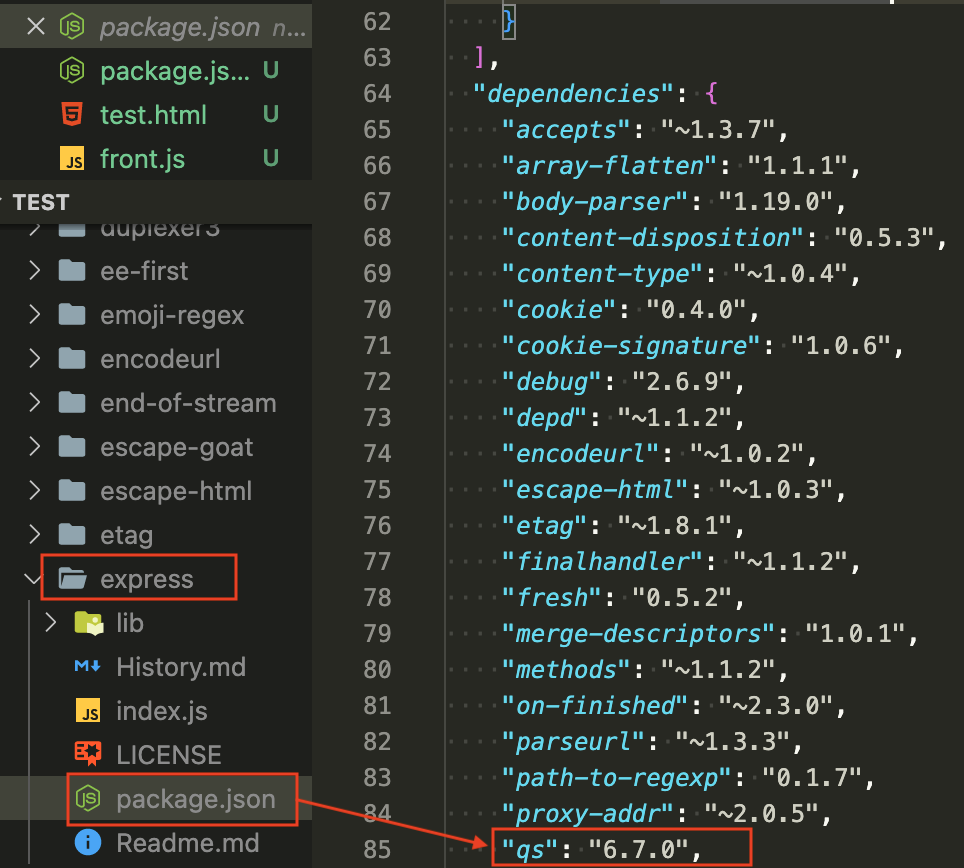 package.json n...
package.js... U
test.html U
front.js U
TEST
duplexer3
ee-first
emoji-regex
encodeurl
end-of-stream
escape-goat
escape-html
etag
express
lib
History.md
index.js
LICENSE
package.json
Readme.md
62 }
63 ],
64 "dependencies": {
65 "accepts": "~1.3.7",
66 "array-flatten": "1.1.1",
67 "body-parser": "1.19.0",
68 "content-disposition": "0.5.3",
69 "content-type": "~1.0.4",
70 "cookie": "0.4.0",
71 "cookie-signature": "1.0.6",
72 "debug": "2.6.9",
73 "depd": "~1.1.2",
74 "encodeurl": "~1.0.2",
75 "escape-html": "~1.0.3",
76 "etag": "~1.8.1",
77 "finalhandler": "~1.1.2",
78 "fresh": "0.5.2",
79 "merge-descriptors": "1.0.1",
80 "methods": "~1.1.2",
81 "on-finished": "~2.3.0",
82 "parseurl": "~1.3.3",
83 "path-to-regexp": "0.1.7",
84 "proxy-addr": "~2.0.5",
85 "qs": "6.7.0",